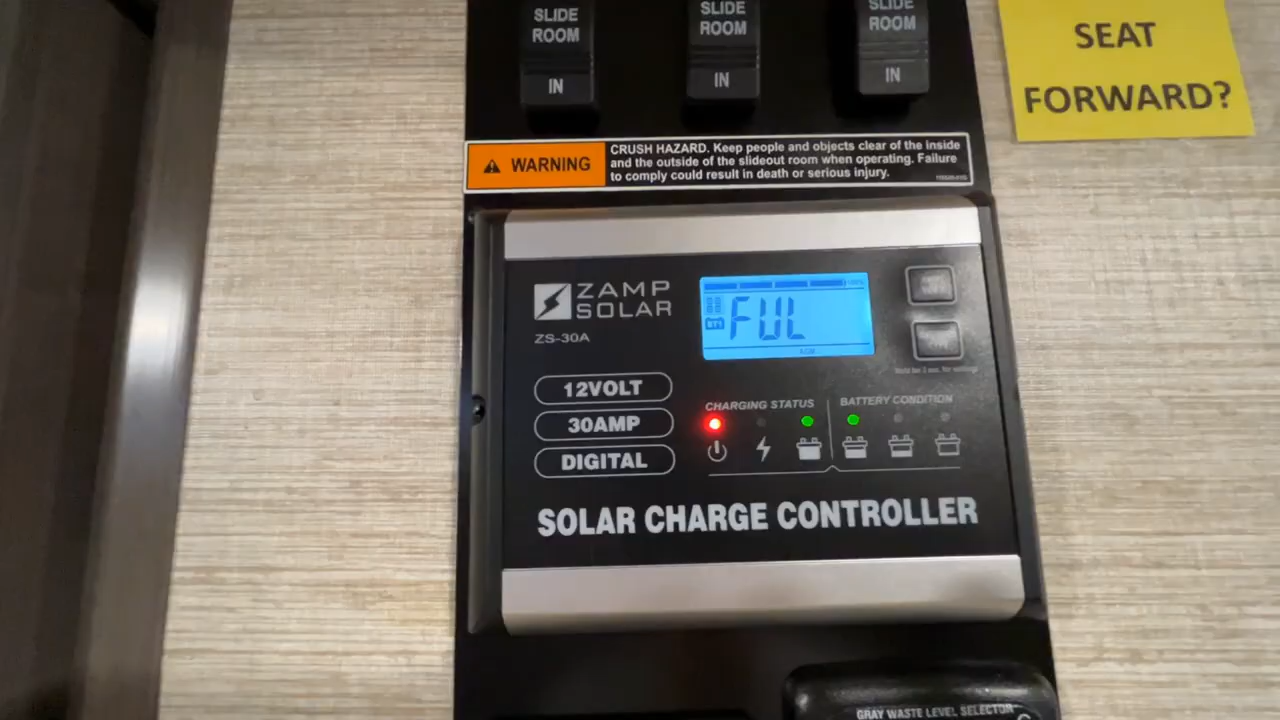 SLIDE
ROOM
IN
SLIDE
ROOM
IN
SLIDE
ROOM
IN
SEAT
FORWARD?
WARNING
CRUSH HAZARD. Keep people and objects clear of the inside
and the outside of the slideout room when operating. Failure
to comply could result in death or serious injury.
ZAMP
SOLAR
ZS-30A
100%
FUL
AGM
12VOLT
30AMP
DIGITAL
CHARGING STATUS
BATTERY CONDITION
SOLAR CHARGE CONTROLLER
GRAY WASTE LEVEL SELECTOR